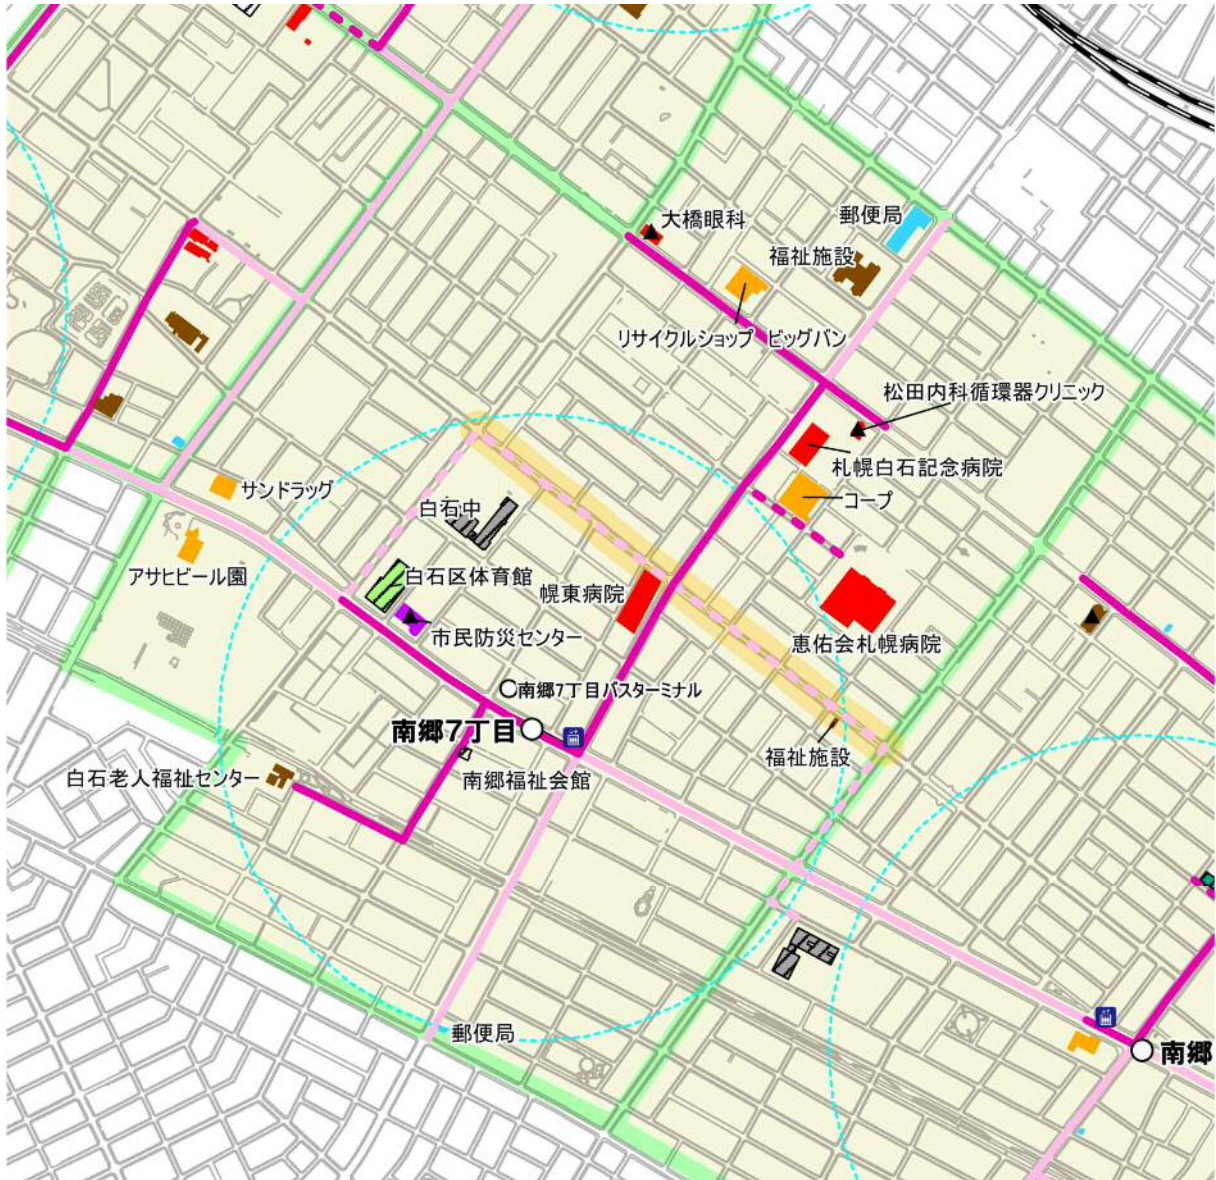 大橋眼科
郵便局
福祉施設
リサイクルショップ ビッグバン
松田内科循環器クリニック
札幌白石記念病院
コープ
サンドラッグ
白石中
アサヒビール園
白石区体育館
幌東病院
市民防災センター
恵佑会札幌病院
南郷7丁目バスターミナル
南郷7丁目
福祉施設
白石老人福祉センター
南郷福祉会館
郵便局
南郷